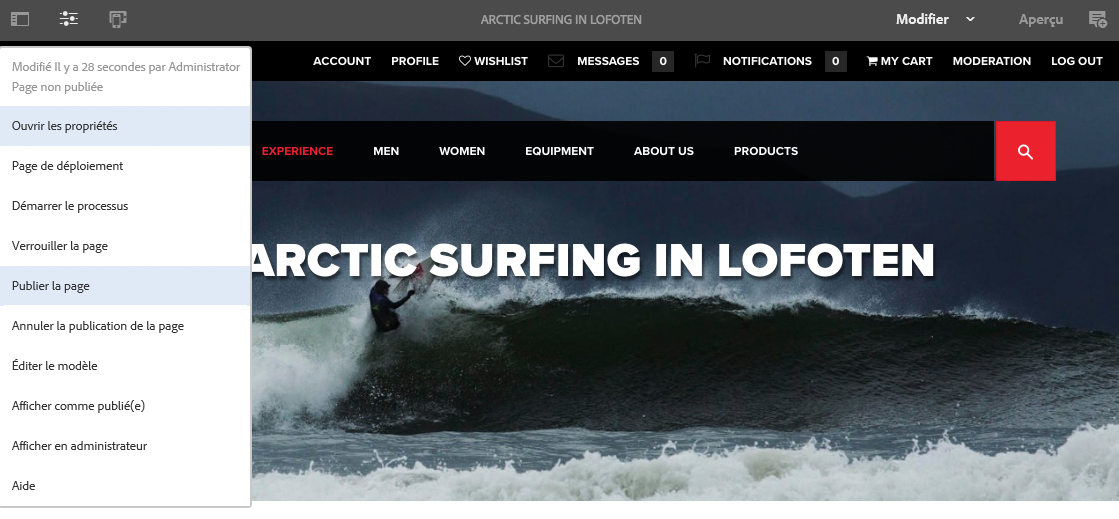 ARCTIC SURFING IN LOFOTEN
Modifier
Aperçu
Modifié Il y a 28 secondes par Administrator
Page non publiée
Ouvrir les propriétés
Page de déploiement
Démarrer le processus
Verrouiller la page
Publier la page
Annuler la publication de la page
Éditer le modèle
Afficher comme publié(e)
Afficher en administrateur
Aide
ACCOUNT PROFILE WISHLIST MESSAGES 0 NOTIFICATIONS 0 MY CART MODERATION LOG OUT
EXPERIENCE MEN WOMEN EQUIPMENT ABOUT US PRODUCTS
ARCTIC SURFING IN LOFOTEN